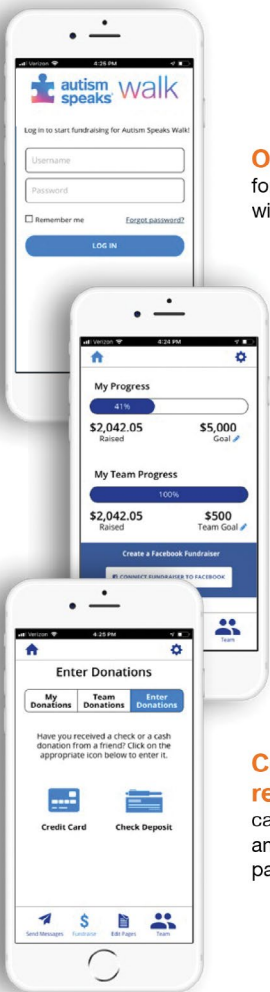 Verizon 4:26 PM
autism speaks walk
Log in to start fundraising for Autism Speaks Walk!
Username
Password
Remember me Forgot password?
LOG IN
O
fo
wi
Verizon 4:24 PM
My Progress
41%
$2,042.05 $5,000
Raised Goal
My Team Progress
100%
$2,042.05 $500
Raised Team Goal
Create a Facebook Fundraiser
CONNECT FUNDRAISER TO FACEBOOK
Team
Verizon 4:25 PM
Enter Donations
My Team Enter
Donations Donations Donations
Have you received a check or a cash
donation from a friend? Click on the
appropriate icon below to enter it.
Credit Card Check Deposit
Send Messages Fundraise Edit Pages Team
C
re
ca
an
pa